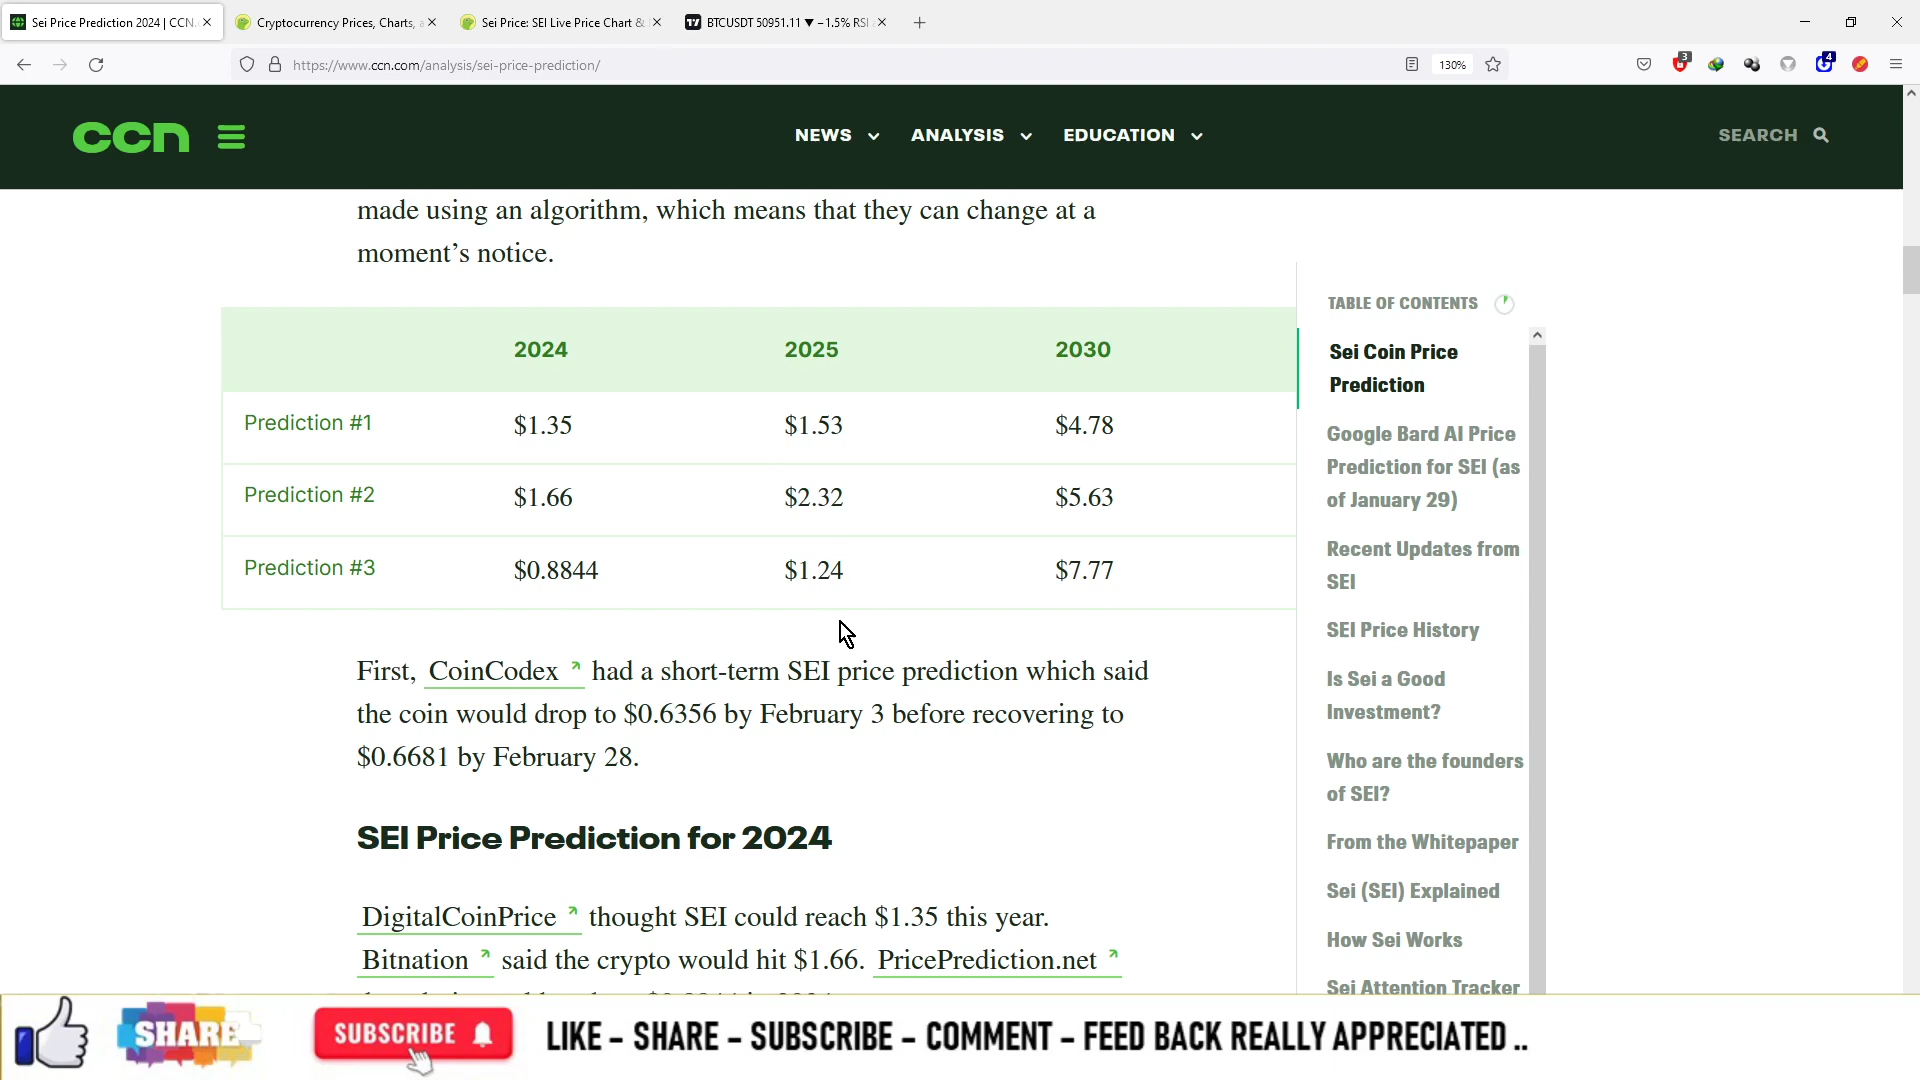 Sei Price Prediction 2024 | CCN.
Cryptocurrency Prices, Charts,
Sei Price: SEI Live Price Chart &
BTCUSDT 50951.11 ▼ −1.5% RSI
https://www.ccn.com/analysis/sei-price-prediction/
130%
3
4
ccn
NEWS
ANALYSIS
EDUCATION
SEARCH
made using an algorithm, which means that they can change at a
moment’s notice.
2024 2025 2030
Prediction #1 $1.35 $1.53 $4.78
Prediction #2 $1.66 $2.32 $5.63
Prediction #3 $0.8844 $1.24 $7.77
First, CoinCodex had a short-term SEI price prediction which said
the coin would drop to $0.6356 by February 3 before recovering to
$0.6681 by February 28.
SEI Price Prediction for 2024
DigitalCoinPrice thought SEI could reach $1.35 this year.
Bitnation said the crypto would hit $1.66. PricePrediction.net
TABLE OF CONTENTS
Sei Coin Price
Prediction
Google Bard AI Price
Prediction for SEI (as
of January 29)
Recent Updates from
SEI
SEI Price History
Is Sei a Good
Investment?
Who are the founders
of SEI?
From the Whitepaper
Sei (SEI) Explained
How Sei Works
Sei Attention Tracker
SHARE
SUBSCRIBE
LIKE – SHARE – SUBSCRIBE – COMMENT – FEED BACK REALLY APPRECIATED ..